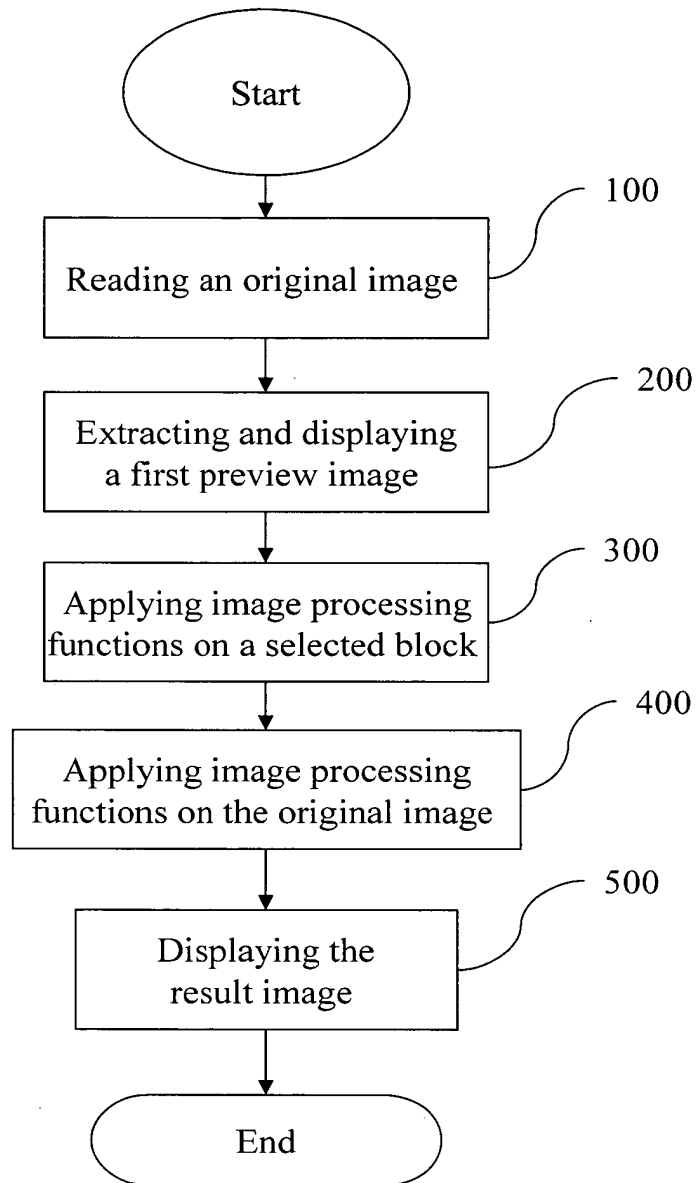 Start
100
Reading an original image
200
Extracting and displaying
a first preview image
300
Applying image processing
functions on a selected block
400
Applying image processing
functions on the original image
500
Displaying the
result image
End